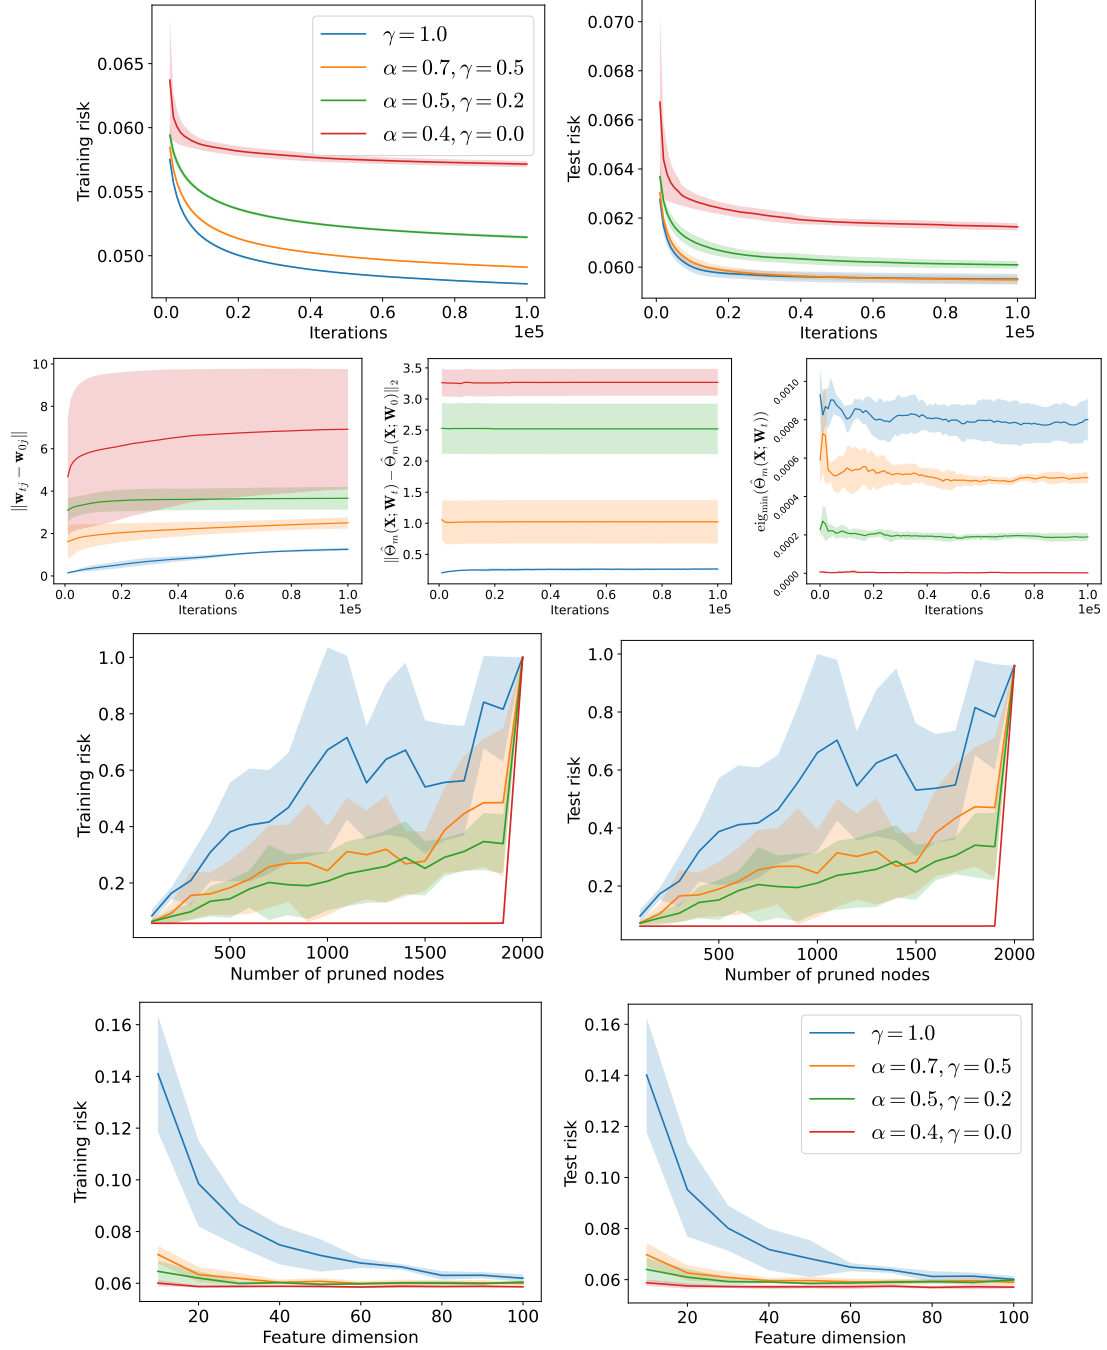 Training risk
0.065
0.060
0.055
0.050
γ = 1.0
α = 0.7, γ = 0.5
α = 0.5, γ = 0.2
α = 0.4, γ = 0.0
0.0 0.2 0.4 0.6 0.8 1.0
Iterations
1e5
Test risk
0.070
0.068
0.066
0.064
0.062
0.060
0.0 0.2 0.4 0.6 0.8 1.0
Iterations
1e5
||w_{tj} − w_{0j}||
10
8
6
4
2
0
0.0 0.2 0.4 0.6 0.8 1.0
Iterations
1e5
||Θ̂_m(X; W_t) − Θ̂_m(X; W_0)||_2
3.5
3.0
2.5
2.0
1.5
1.0
0.5
0.0 0.2 0.4 0.6 0.8 1.0
Iterations
1e5
eig_min(Θ̂_m(X; W_t))
0.0010
0.0008
0.0006
0.0004
0.0002
0.0000
0.0 0.2 0.4 0.6 0.8 1.0
Iterations
1e5
Training risk
1.0
0.8
0.6
0.4
0.2
500 1000 1500 2000
Number of pruned nodes
Test risk
1.0
0.8
0.6
0.4
0.2
500 1000 1500 2000
Number of pruned nodes
Training risk
0.16
0.14
0.12
0.10
0.08
0.06
20 40 60 80 100
Feature dimension
Test risk
0.16
0.14
0.12
0.10
0.08
0.06
γ = 1.0
α = 0.7, γ = 0.5
α = 0.5, γ = 0.2
α = 0.4, γ = 0.0
20 40 60 80 100
Feature dimension